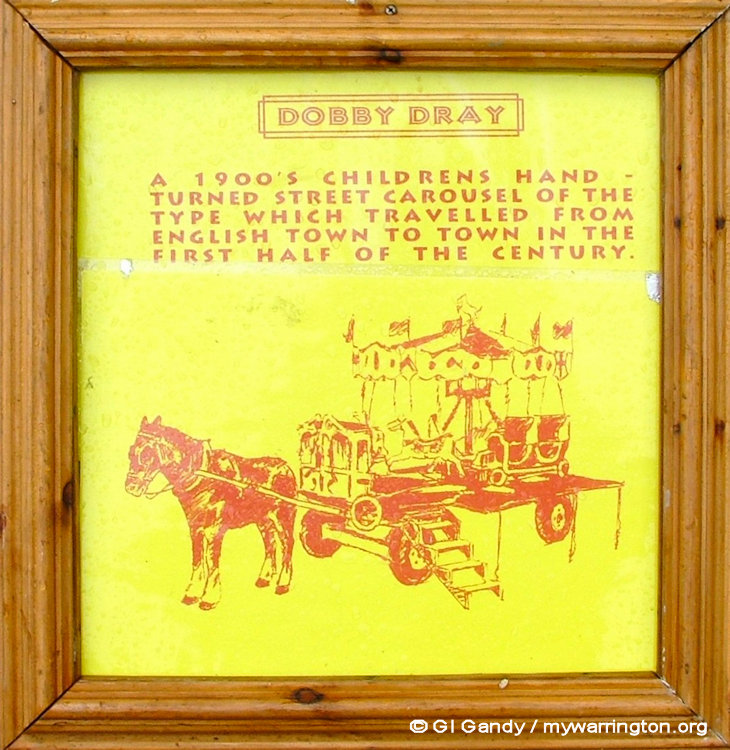 DOBBY DRAY
A 1900'S CHILDRENS HAND -
TURNED STREET CAROUSEL OF THE
TYPE WHICH TRAVELLED FROM
ENGLISH TOWN TO TOWN IN THE
FIRST HALF OF THE CENTURY.
© GI Gandy / mywarrington.org